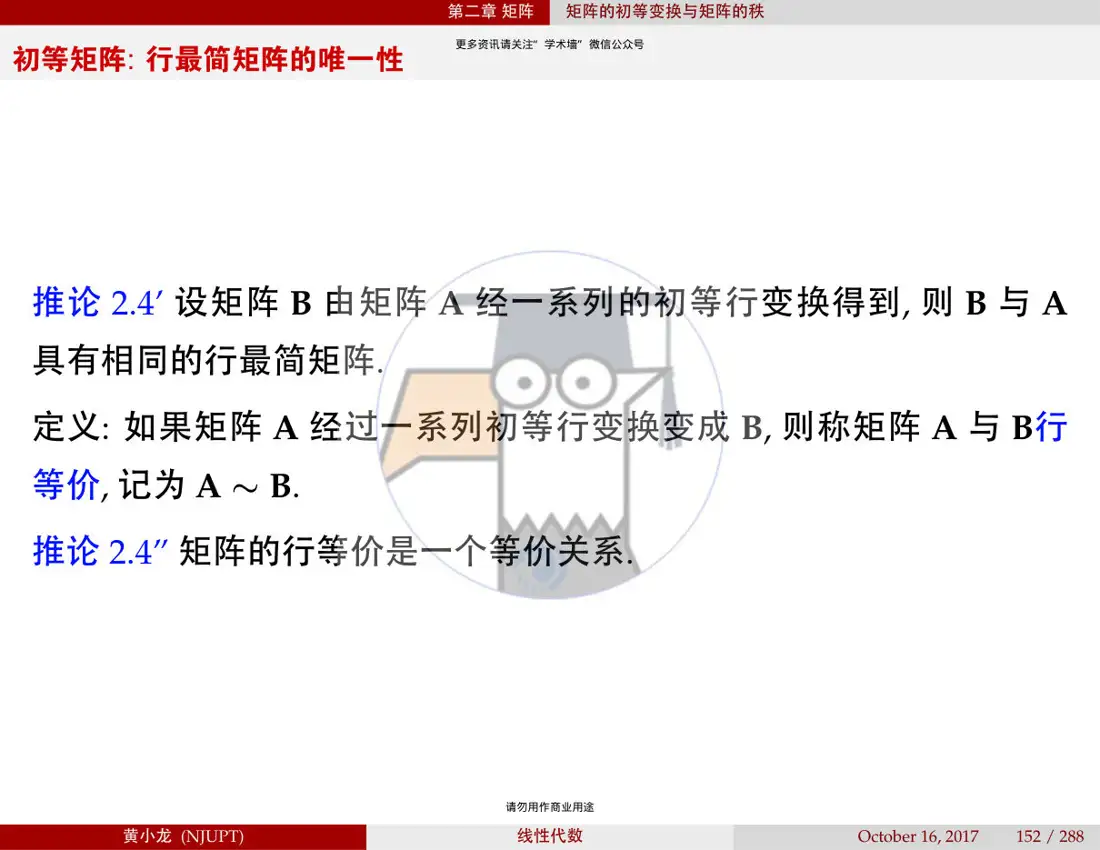 第二章 矩阵 矩阵的初等变换与矩阵的秩
更多资讯请关注“学术墙”微信公众号
初等矩阵: 行最简矩阵的唯一性
推论 2.4′ 设矩阵 B 由矩阵 A 经一系列的初等行变换得到, 则 B 与 A
具有相同的行最简矩阵.
定义: 如果矩阵 A 经过一系列初等行变换变成 B, 则称矩阵 A 与 B行
等价, 记为 A ∼ B.
推论 2.4″ 矩阵的行等价是一个等价关系.
请勿用作商业用途
黄小龙 (NJUPT) 线性代数 October 16, 2017 152 / 288